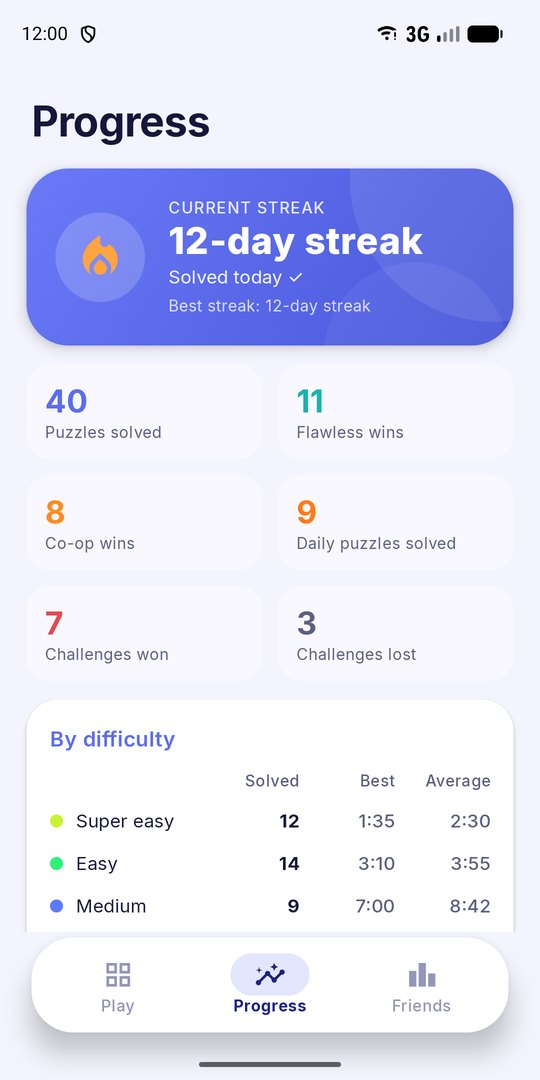 12:00
3G
Progress
CURRENT STREAK
12-day streak
Solved today ✓
Best streak: 12-day streak
40
Puzzles solved
11
Flawless wins
8
Co-op wins
9
Daily puzzles solved
7
Challenges won
3
Challenges lost
By difficulty
Solved Best Average
Super easy 12 1:35 2:30
Easy 14 3:10 3:55
Medium 9 7:00 8:42
Play
Progress
Friends